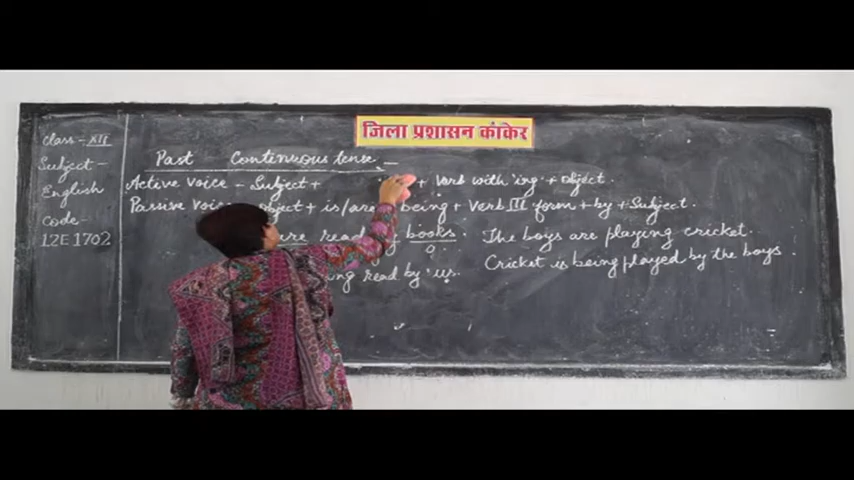 जिला प्रशासन कांकेर
Class - XII
Subject -
English
Code -
12E1702
Past Continuous tense -
Active voice - Subject + + Verb with 'ing + object.
Passive Voice object + is/are being + Verb III form + by + Subject.
are read books.
o.
ing read by us.
The boys are playing cricket.
Cricket is being played by the boys.